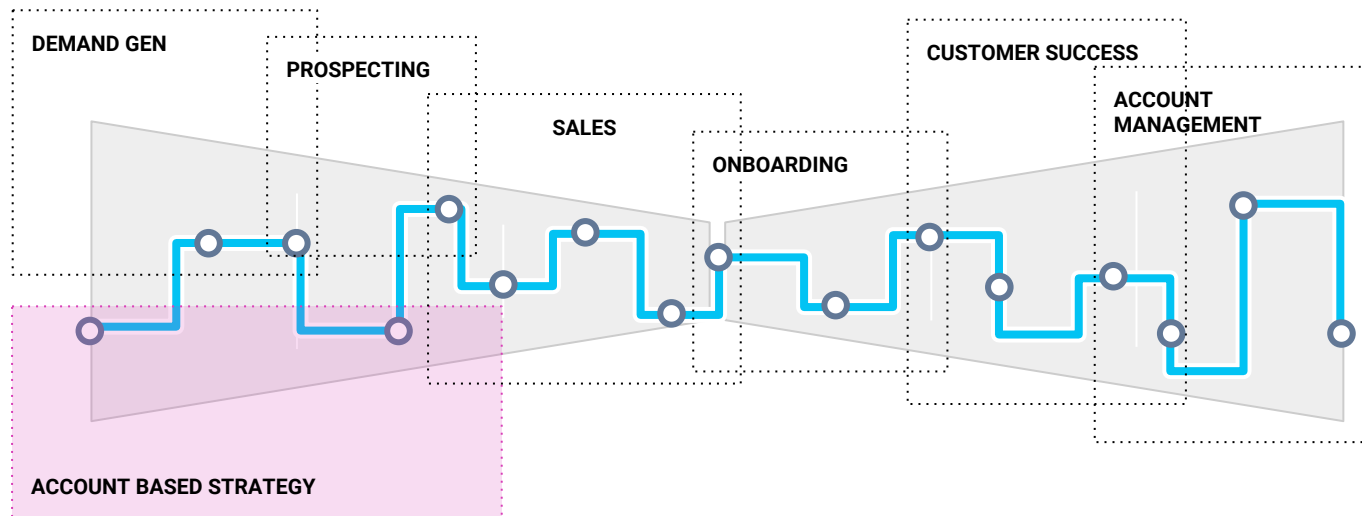 DEMAND GEN
PROSPECTING
SALES
ONBOARDING
CUSTOMER SUCCESS
ACCOUNT
MANAGEMENT
ACCOUNT BASED STRATEGY